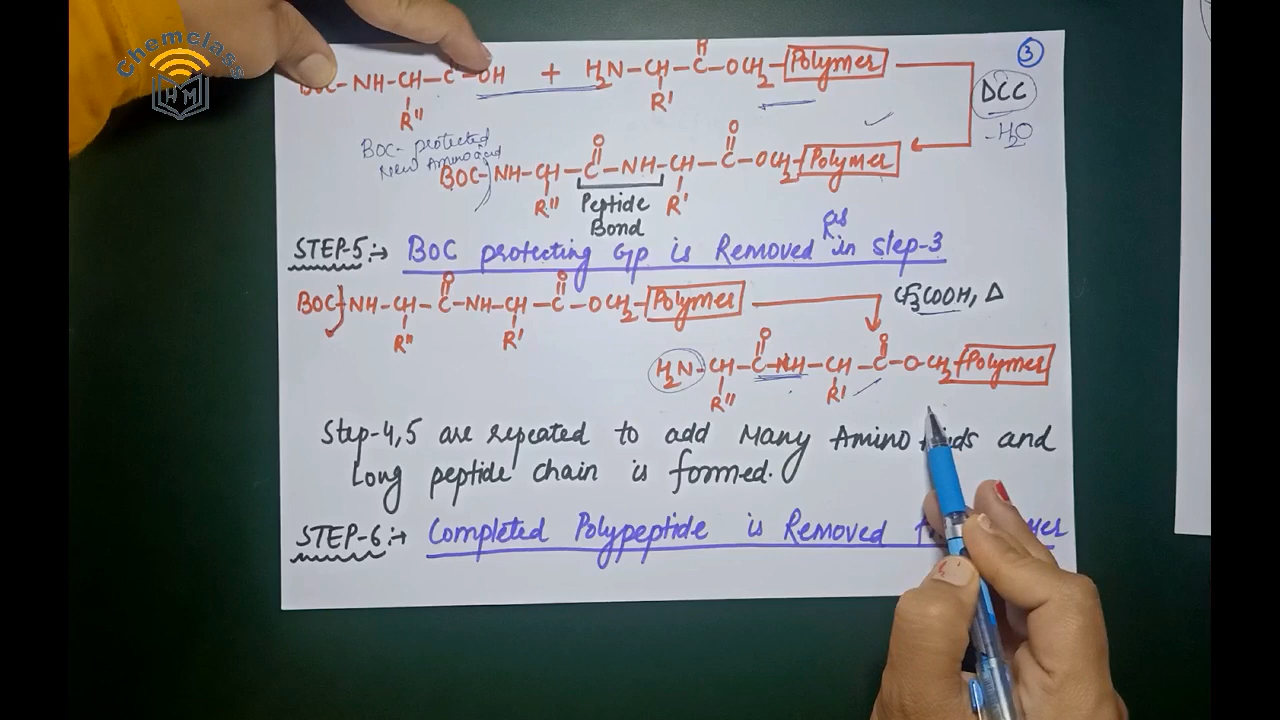 Chemclass
HM
③
BOC-NH-CH-C-OH + H₂N-CH-C-OCH₂-Polymer
R" R'
DCC
-H₂O
BOC-protected
New Amino acid
O O
BOC-NH-CH-C-NH-CH-C-OCH₂-Polymer
R" Peptide R'
Bond
as
STEP-5:→ BOC protecting Gp is Removed in step-3
O O
BOC-NH-CH-C-NH-CH-C-OCH₂-Polymer
R" R'
CF₃COOH, Δ
O O
H₂N-CH-C-NH-CH-C-O-CH₂-Polymer
R" R'
Step-4,5 are repeated to add Many Amino and
Long peptide chain is formed.
STEP-6:→ Completed Polypeptide is Removed